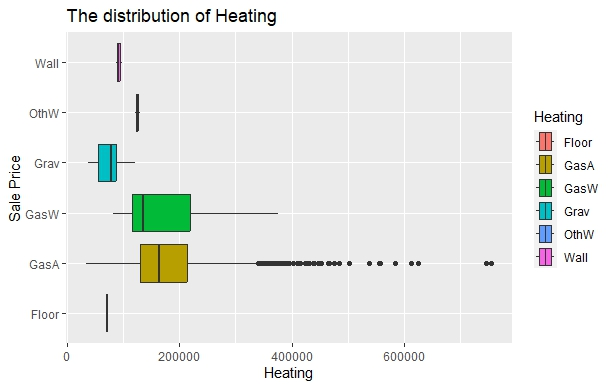 The distribution of Heating
Sale Price
Wall
OthW
Grav
GasW
GasA
Floor
0 200000 400000 600000
Heating
Heating
Floor
GasA
GasW
Grav
OthW
Wall